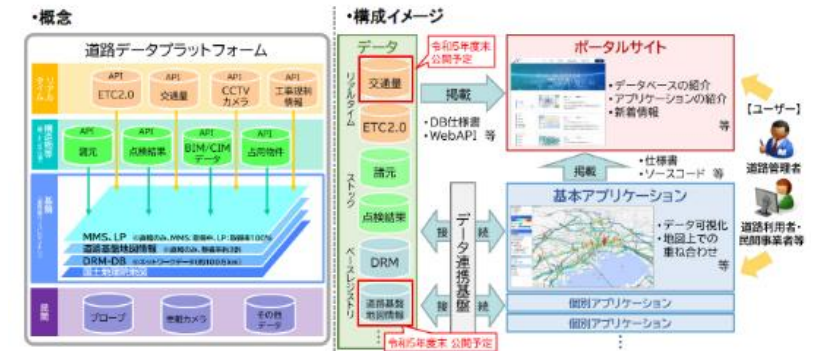 ・概念
道路データプラットフォーム
リアルタイム
API
ETC2.0
API
交通量
API
CCTV
カメラ
API
工事規制
情報
構造物等
API
諸元
API
点検結果
API
BIM/CIM
データ
API
占用物件
基盤
MMS、LP
道路基盤地図情報
DRM-DB
国土地理院地図
民間
プローブ
車載カメラ
その他
データ
・構成イメージ
データ
リアルタイム
令和5年度末
公開予定
交通量
ETC2.0
ストック
諸元
点検結果
ベースレジストリ
DRM
道路基盤
地図情報
令和5年度末 公開予定
掲載
・DB仕様書
・WebAPI 等
データ連携基盤
接 続
接 続
ポータルサイト
・データベースの紹介
・アプリケーションの紹介
・新着情報
等
掲載
・仕様書
・ソースコード 等
基本アプリケーション
・データ可視化
・地図上での
重ね合わせ
等
個別アプリケーション
個別アプリケーション
【ユーザー】
道路管理者
道路利用者・
民間事業者等